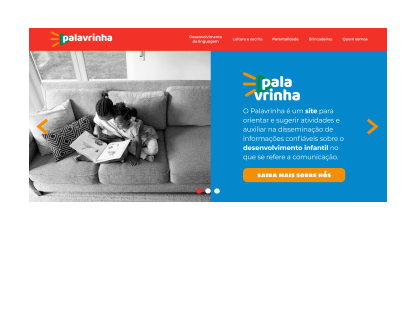 palavrinha
Desenvolvimento
da linguagem
Leitura e escrita
Parentalidade
Brincadeiras
Quem somos
pala
vrinha
O Palavrinha é um site para
orientar e sugerir atividades e
auxiliar na disseminação de
informações confiáveis sobre o
desenvolvimento infantil no
que se refere a comunicação.
SAIBA MAIS SOBRE NÓS